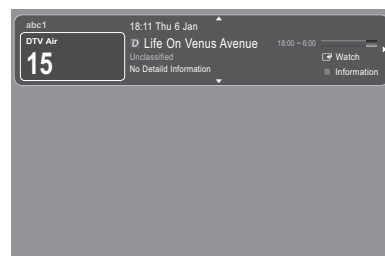 abc1
18:11 Thu 6 Jan
DTV Air
15
D Life On Venus Avenue
18:00 ~ 6:00
Unclassified
Watch
No Detaild Information
Information